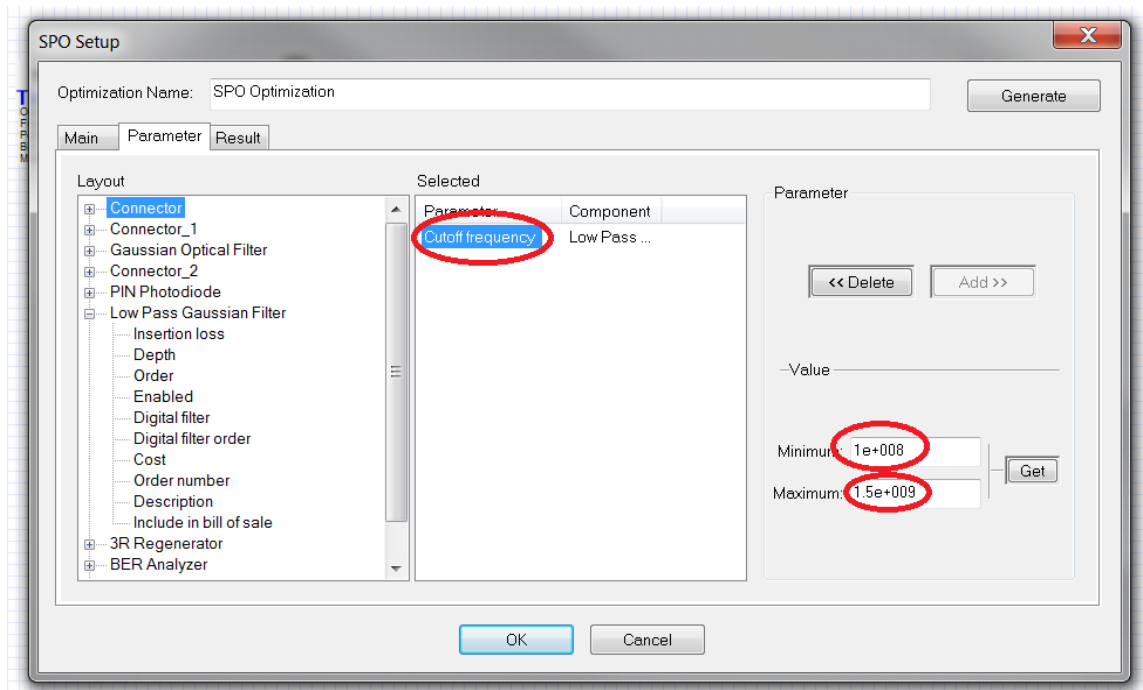 SPO Setup
X
Optimization Name: SPO Optimization
Generate
Main Parameter Result
Layout
Selected
Parameter
Connector
Connector_1
Gaussian Optical Filter
Connector_2
PIN Photodiode
Low Pass Gaussian Filter
Insertion loss
Depth
Order
Enabled
Digital filter
Digital filter order
Cost
Order number
Description
Include in bill of sale
3R Regenerator
BER Analyzer
Parameter Component
Cutoff frequency Low Pass ...
<< Delete Add >>
Value
Minimum: 1e+008
Maximum: 1.5e+009
Get
OK Cancel